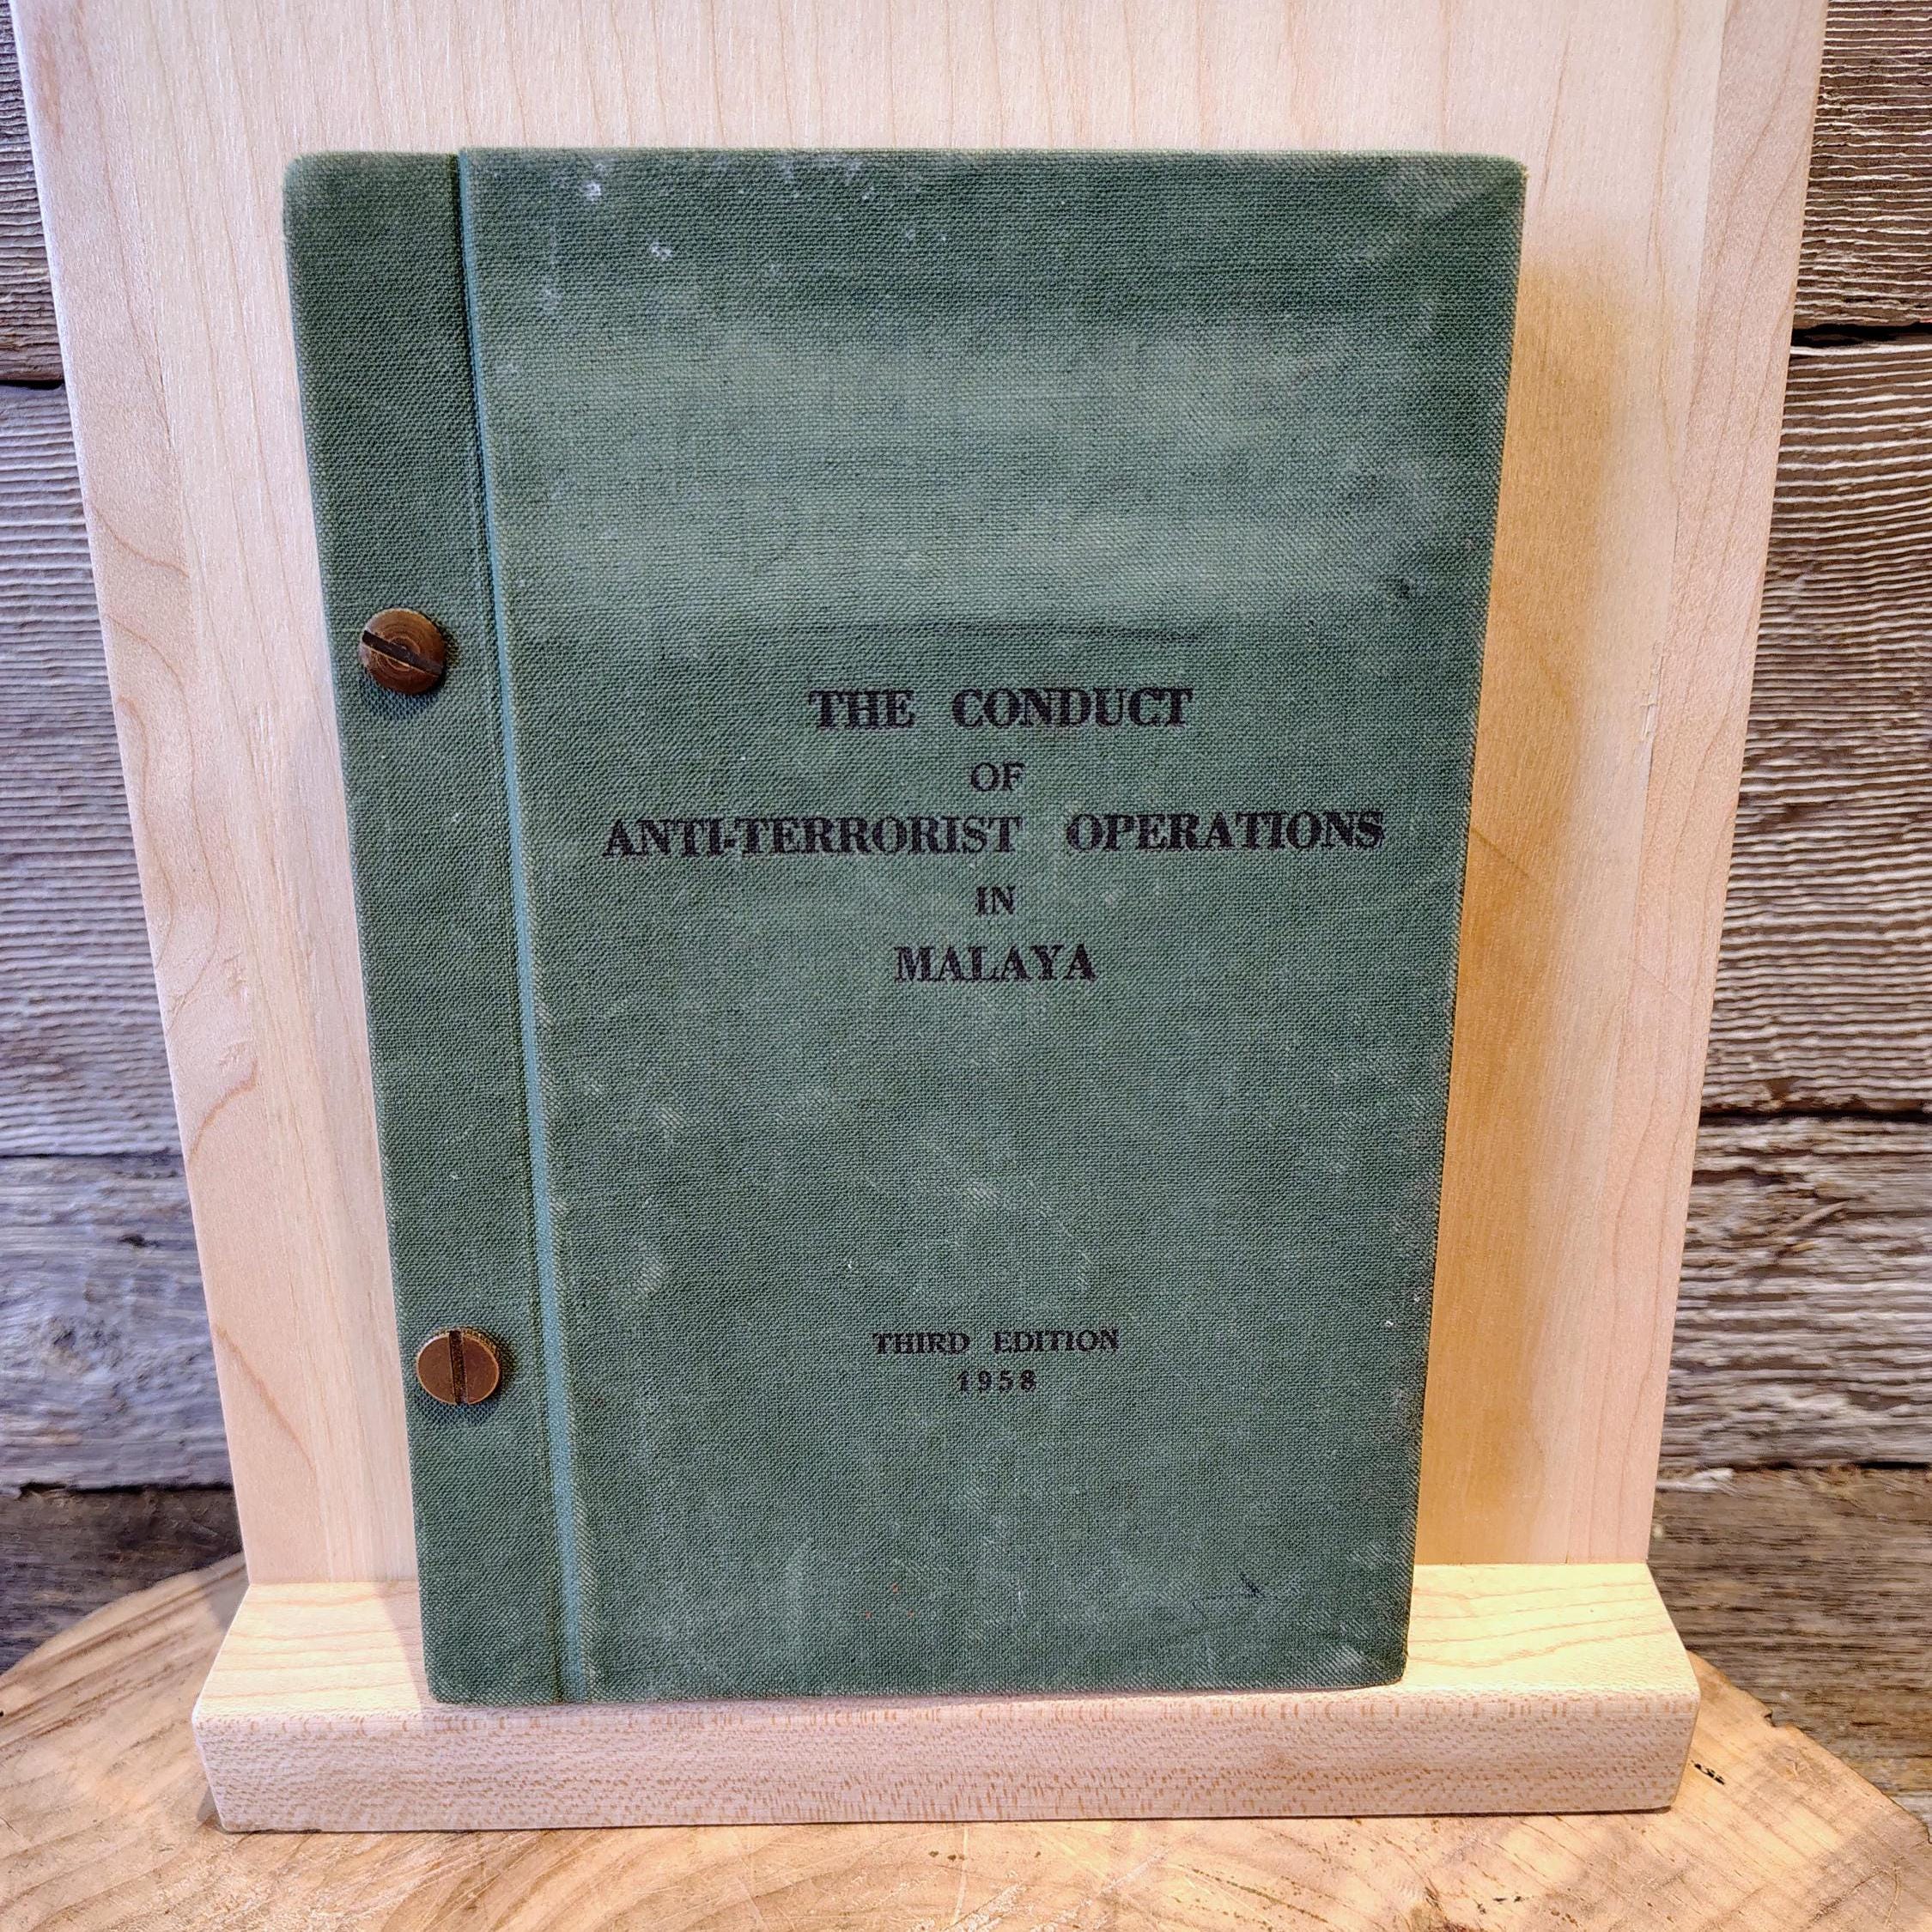 THE CONDUCT
OF
ANTI-TERRORIST OPERATIONS
IN
MALAYA
THIRD EDITION
1958